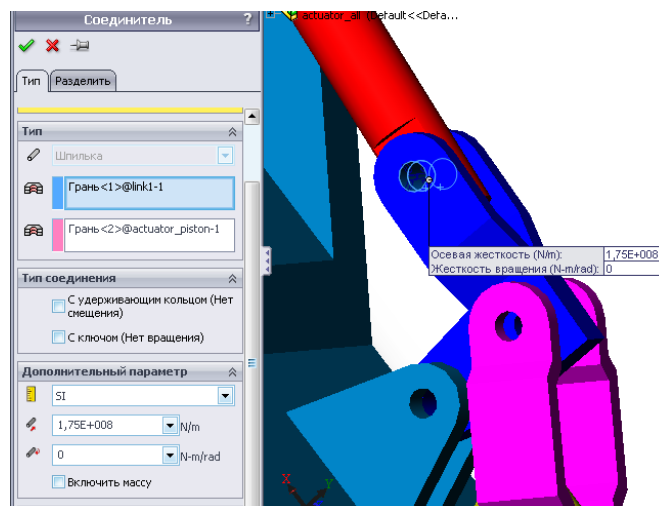 Соединитель ?
actuator_all (Default<<Defa...
Тип Разделить
Тип
Шпилька
Грань<1>@link1-1
Грань<2>@actuator_piston-1
Осевая жесткость (N/m): 1,75E+008
Жесткость вращения (N-m/rad): 0
Тип соединения
С удерживающим кольцом (Нет
смещения)
С ключом (Нет вращения)
Дополнительный параметр
SI
1,75E+008 N/m
0 N-m/rad
Включить массу
X Y